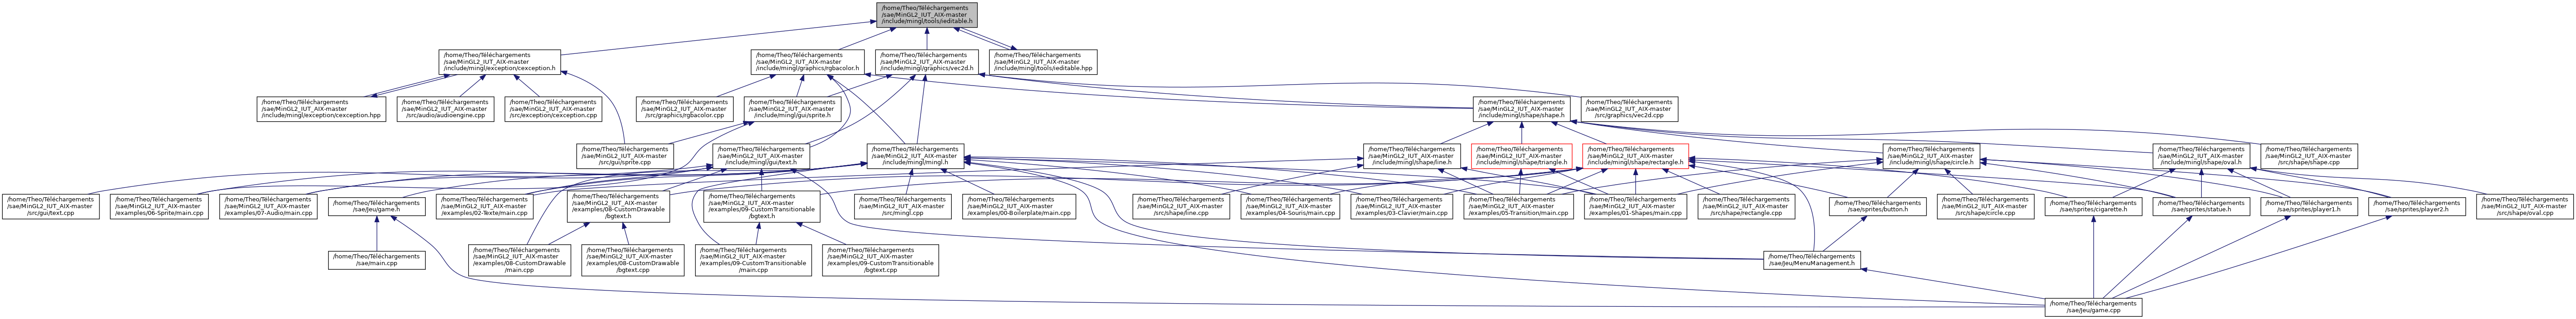 /home/Theo/Téléchargements
/sae/MinGL2_IUT_AIX-master
/include/mingl/tools/ieditable.h
/home/Theo/Téléchargements
/sae/MinGL2_IUT_AIX-master
/include/mingl/exception/cexception.h
/home/Theo/Téléchargements
/sae/MinGL2_IUT_AIX-master
/include/mingl/graphics/rgbacolor.h
/home/Theo/Téléchargements
/sae/MinGL2_IUT_AIX-master
/include/mingl/graphics/vec2d.h
/home/Theo/Téléchargements
/sae/MinGL2_IUT_AIX-master
/include/mingl/tools/ieditable.hpp
/home/Theo/Téléchargements
/sae/MinGL2_IUT_AIX-master
/include/mingl/exception/cexception.hpp
/home/Theo/Téléchargements
/sae/MinGL2_IUT_AIX-master
/src/audio/audioengine.cpp
/home/Theo/Téléchargements
/sae/MinGL2_IUT_AIX-master
/src/exception/cexception.cpp
/home/Theo/Téléchargements
/sae/MinGL2_IUT_AIX-master
/src/graphics/rgbacolor.cpp
/home/Theo/Téléchargements
/sae/MinGL2_IUT_AIX-master
/include/mingl/gui/sprite.h
/home/Theo/Téléchargements
/sae/MinGL2_IUT_AIX-master
/include/mingl/shape/shape.h
/home/Theo/Téléchargements
/sae/MinGL2_IUT_AIX-master
/src/graphics/vec2d.cpp
/home/Theo/Téléchargements
/sae/MinGL2_IUT_AIX-master
/src/gui/sprite.cpp
/home/Theo/Téléchargements
/sae/MinGL2_IUT_AIX-master
/include/mingl/gui/text.h
/home/Theo/Téléchargements
/sae/MinGL2_IUT_AIX-master
/include/mingl/mingl.h
/home/Theo/Téléchargements
/sae/MinGL2_IUT_AIX-master
/include/mingl/shape/line.h
/home/Theo/Téléchargements
/sae/MinGL2_IUT_AIX-master
/include/mingl/shape/triangle.h
/home/Theo/Téléchargements
/sae/MinGL2_IUT_AIX-master
/include/mingl/shape/rectangle.h
/home/Theo/Téléchargements
/sae/MinGL2_IUT_AIX-master
/include/mingl/shape/circle.h
/home/Theo/Téléchargements
/sae/MinGL2_IUT_AIX-master
/include/mingl/shape/oval.h
/home/Theo/Téléchargements
/sae/MinGL2_IUT_AIX-master
/src/shape/shape.cpp
/home/Theo/Téléchargements
/sae/MinGL2_IUT_AIX-master
/src/gui/text.cpp
/home/Theo/Téléchargements
/sae/MinGL2_IUT_AIX-master
/examples/06-Sprite/main.cpp
/home/Theo/Téléchargements
/sae/MinGL2_IUT_AIX-master
/examples/07-Audio/main.cpp
/home/Theo/Téléchargements
/sae/Jeu/game.h
/home/Theo/Téléchargements
/sae/MinGL2_IUT_AIX-master
/examples/02-Texte/main.cpp
/home/Theo/Téléchargements
/sae/MinGL2_IUT_AIX-master
/examples/08-CustomDrawable
/bgtext.h
/home/Theo/Téléchargements
/sae/MinGL2_IUT_AIX-master
/examples/09-CustomTransitionable
/bgtext.h
/home/Theo/Téléchargements
/sae/MinGL2_IUT_AIX-master
/src/mingl.cpp
/home/Theo/Téléchargements
/sae/MinGL2_IUT_AIX-master
/examples/00-Boilerplate/main.cpp
/home/Theo/Téléchargements
/sae/MinGL2_IUT_AIX-master
/src/shape/line.cpp
/home/Theo/Téléchargements
/sae/MinGL2_IUT_AIX-master
/examples/04-Souris/main.cpp
/home/Theo/Téléchargements
/sae/MinGL2_IUT_AIX-master
/examples/03-Clavier/main.cpp
/home/Theo/Téléchargements
/sae/MinGL2_IUT_AIX-master
/examples/05-Transition/main.cpp
/home/Theo/Téléchargements
/sae/MinGL2_IUT_AIX-master
/examples/01-Shapes/main.cpp
/home/Theo/Téléchargements
/sae/MinGL2_IUT_AIX-master
/src/shape/rectangle.cpp
/home/Theo/Téléchargements
/sae/sprites/button.h
/home/Theo/Téléchargements
/sae/MinGL2_IUT_AIX-master
/src/shape/circle.cpp
/home/Theo/Téléchargements
/sae/sprites/cigarette.h
/home/Theo/Téléchargements
/sae/sprites/statue.h
/home/Theo/Téléchargements
/sae/sprites/player1.h
/home/Theo/Téléchargements
/sae/sprites/player2.h
/home/Theo/Téléchargements
/sae/MinGL2_IUT_AIX-master
/src/shape/oval.cpp
/home/Theo/Téléchargements
/sae/main.cpp
/home/Theo/Téléchargements
/sae/MinGL2_IUT_AIX-master
/examples/08-CustomDrawable
/main.cpp
/home/Theo/Téléchargements
/sae/MinGL2_IUT_AIX-master
/examples/08-CustomDrawable
/bgtext.cpp
/home/Theo/Téléchargements
/sae/MinGL2_IUT_AIX-master
/examples/09-CustomTransitionable
/main.cpp
/home/Theo/Téléchargements
/sae/MinGL2_IUT_AIX-master
/examples/09-CustomTransitionable
/bgtext.cpp
/home/Theo/Téléchargements
/sae/Jeu/MenuManagement.h
/home/Theo/Téléchargements
/sae/Jeu/game.cpp